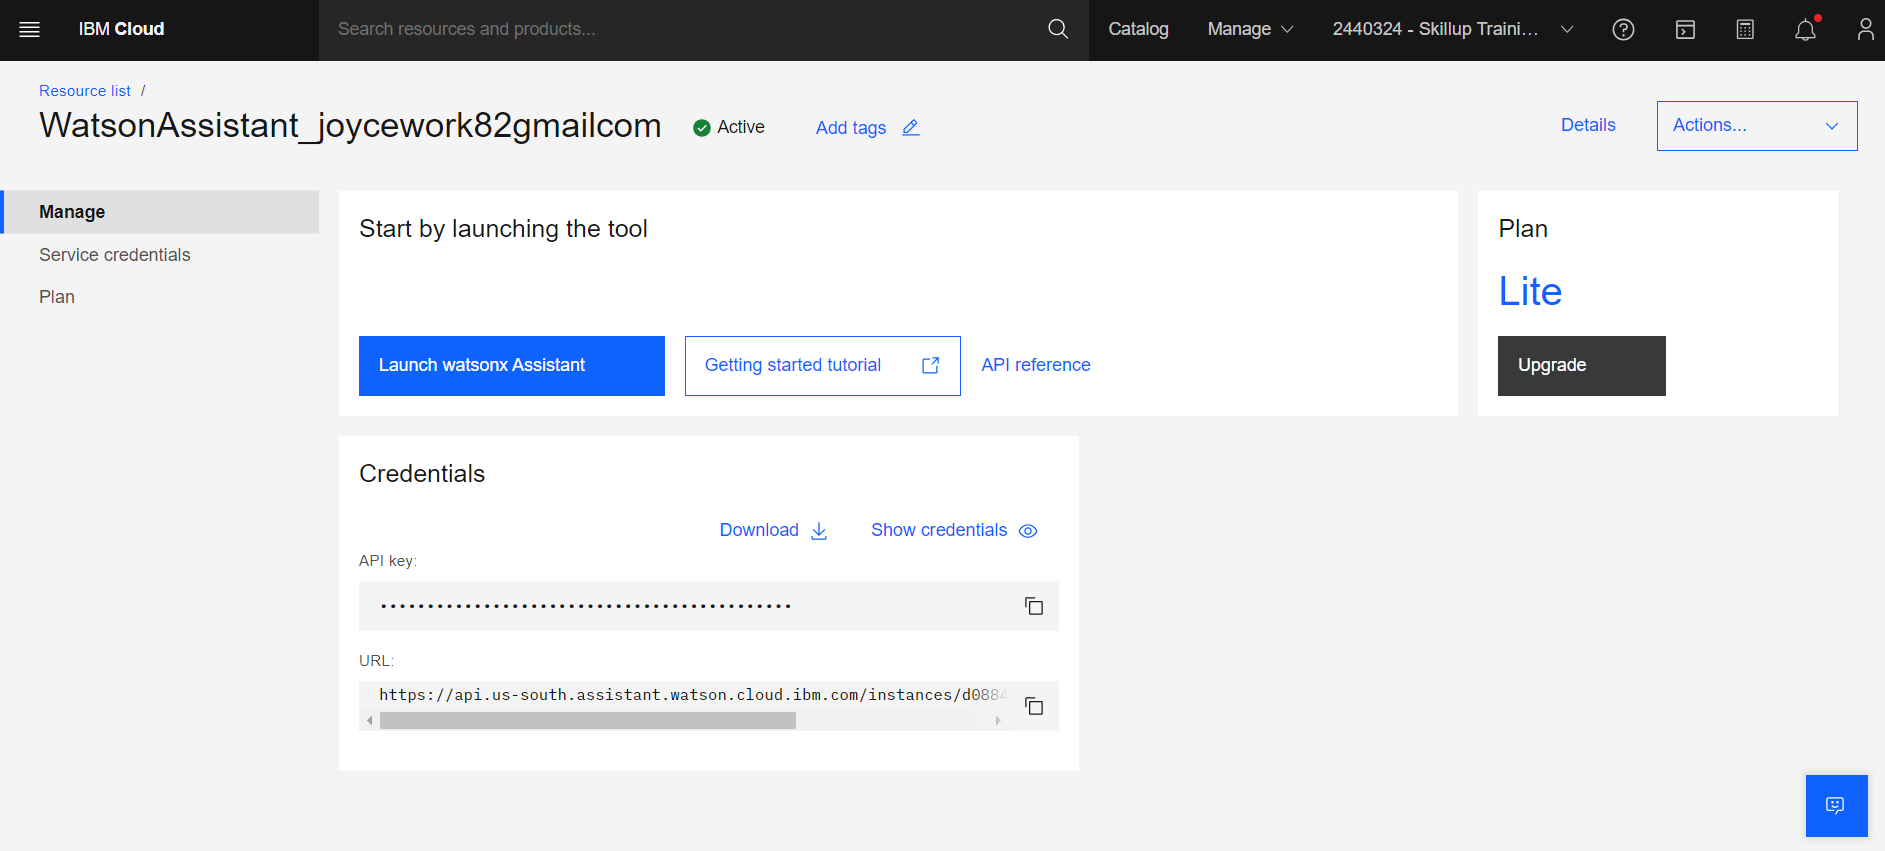 IBM Cloud
Search resources and products...
Catalog
Manage
2440324 - Skillup Traini...
Resource list /
WatsonAssistant_joycework82gmailcom
Active
Add tags
Details
Actions...
Manage
Service credentials
Plan
Start by launching the tool
Launch watsonx Assistant
Getting started tutorial
API reference
Plan
Lite
Upgrade
Credentials
Download
Show credentials
API key:
••••••••••••••••••••••••••••••••••••••••••••
URL:
https://api.us-south.assistant.watson.cloud.ibm.com/instances/d0884